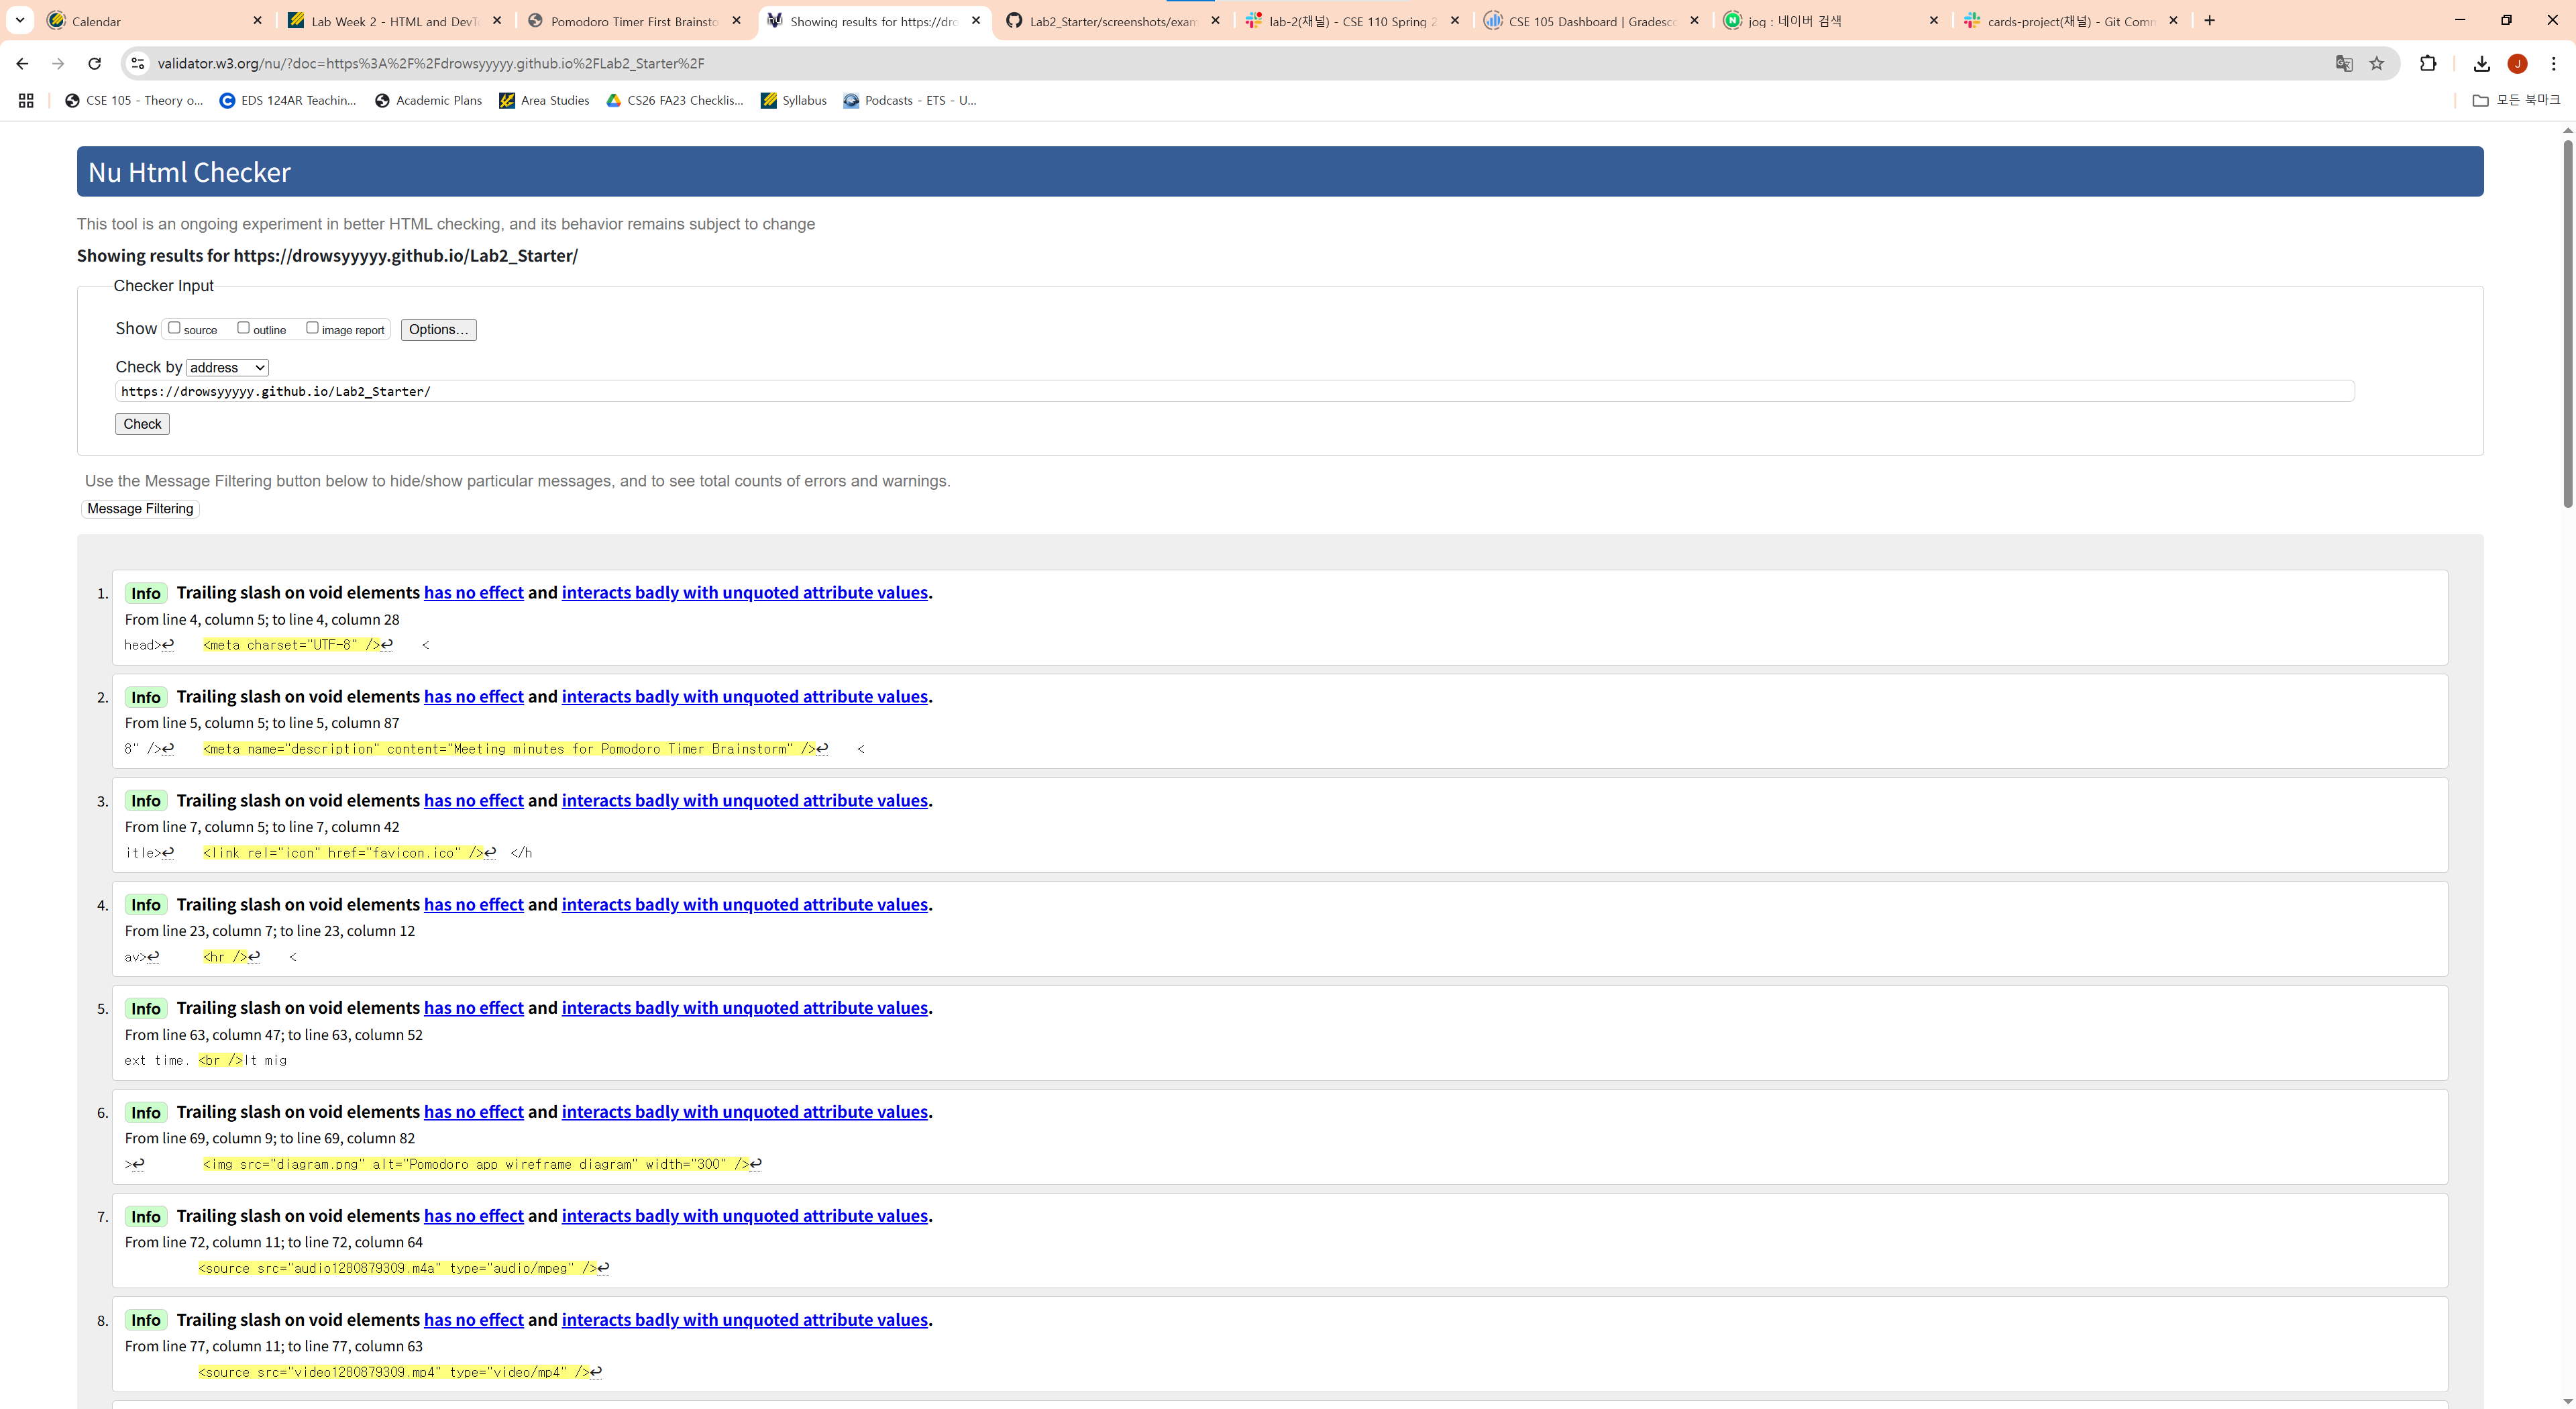 Calendar
Lab Week 2 - HTML and DevT
Pomodoro Timer First Brainsto
Showing results for https://dro
Lab2_Starter/screenshots/exam
lab-2(채널) - CSE 110 Spring 2
CSE 105 Dashboard | Gradesco
jog : 네이버 검색
cards-project(채널) - Git Comm
validator.w3.org/nu/?doc=https%3A%2F%2Fdrowsyyyyy.github.io%2FLab2_Starter%2F
J
CSE 105 - Theory o...
EDS 124AR Teachin...
Academic Plans
Area Studies
CS26 FA23 Checklis...
Syllabus
Podcasts - ETS - U...
모든 북마크
Nu Html Checker
This tool is an ongoing experiment in better HTML checking, and its behavior remains subject to change
Showing results for https://drowsyyyyy.github.io/Lab2_Starter/
Checker Input
Show source outline image report Options...
Check by address
https://drowsyyyyy.github.io/Lab2_Starter/
Check
Use the Message Filtering button below to hide/show particular messages, and to see total counts of errors and warnings.
Message Filtering
1. Info Trailing slash on void elements has no effect and interacts badly with unquoted attribute values.
From line 4, column 5; to line 4, column 28
head>↩ <meta charset="UTF-8" />↩ <
2. Info Trailing slash on void elements has no effect and interacts badly with unquoted attribute values.
From line 5, column 5; to line 5, column 87
8" />↩ <meta name="description" content="Meeting minutes for Pomodoro Timer Brainstorm" />↩ <
3. Info Trailing slash on void elements has no effect and interacts badly with unquoted attribute values.
From line 7, column 5; to line 7, column 42
itle>↩ <link rel="icon" href="favicon.ico" />↩ </h
4. Info Trailing slash on void elements has no effect and interacts badly with unquoted attribute values.
From line 23, column 7; to line 23, column 12
av>↩ <hr />↩ <
5. Info Trailing slash on void elements has no effect and interacts badly with unquoted attribute values.
From line 63, column 47; to line 63, column 52
ext time. <br />It mig
6. Info Trailing slash on void elements has no effect and interacts badly with unquoted attribute values.
From line 69, column 9; to line 69, column 82
>↩ <img src="diagram.png" alt="Pomodoro app wireframe diagram" width="300" />↩
7. Info Trailing slash on void elements has no effect and interacts badly with unquoted attribute values.
From line 72, column 11; to line 72, column 64
<source src="audio1280879309.m4a" type="audio/mpeg" />↩
8. Info Trailing slash on void elements has no effect and interacts badly with unquoted attribute values.
From line 77, column 11; to line 77, column 63
<source src="video1280879309.mp4" type="video/mp4" />↩